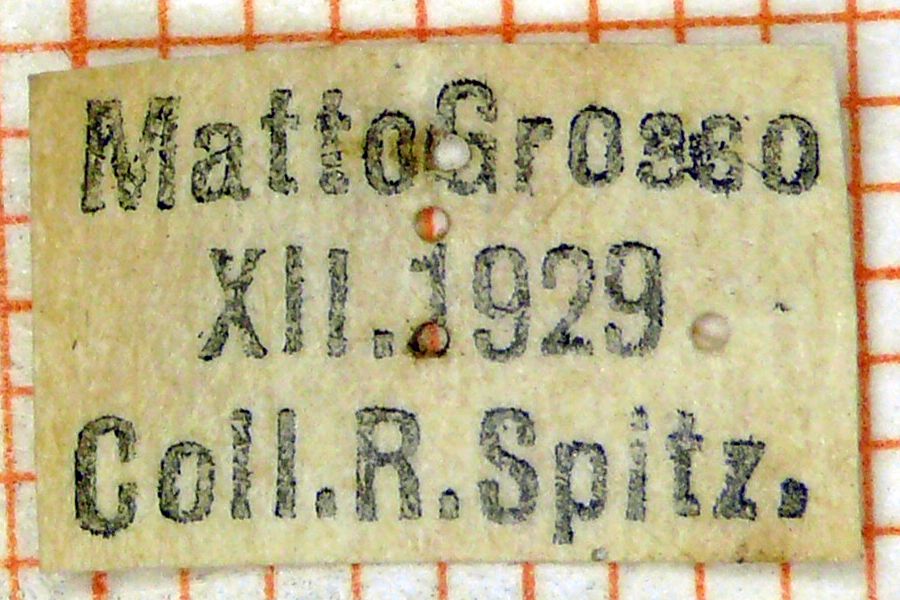 Matto Grosso
XII.1929
Coll.R.Spitz.